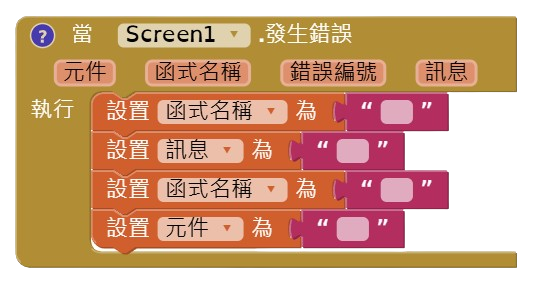 ? 當 Screen1 .發生錯誤
元件 函式名稱 錯誤編號 訊息
執行 設置 函式名稱 為 “ ”
設置 訊息 為 “ ”
設置 函式名稱 為 “ ”
設置 元件 為 “ ”